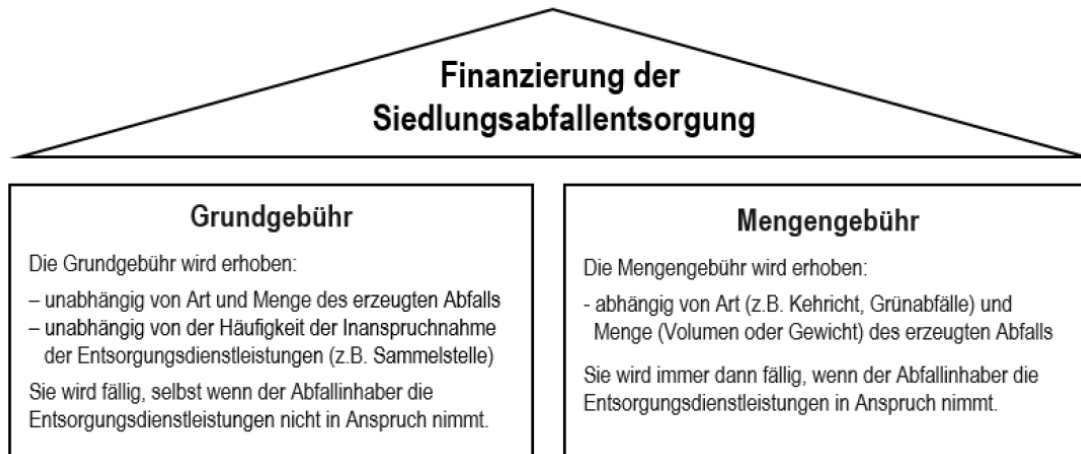 Finanzierung der
Siedlungsabfallentsorgung
Grundgebühr
Die Grundgebühr wird erhoben:
– unabhängig von Art und Menge des erzeugten Abfalls
– unabhängig von der Häufigkeit der Inanspruchnahme
der Entsorgungsdienstleistungen (z.B. Sammelstelle)
Sie wird fällig, selbst wenn der Abfallinhaber die
Entsorgungsdienstleistungen nicht in Anspruch nimmt.
Mengengebühr
Die Mengengebühr wird erhoben:
- abhängig von Art (z.B. Kehricht, Grünabfälle) und
Menge (Volumen oder Gewicht) des erzeugten Abfalls
Sie wird immer dann fällig, wenn der Abfallinhaber die
Entsorgungsdienstleistungen in Anspruch nimmt.